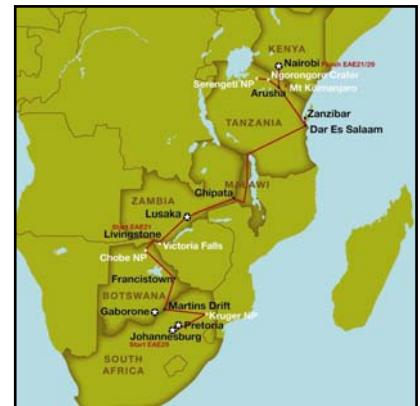 KENYA
Nairobi Finish EAE21/29
Ngorongoro Crater
Serengeti NP
Mt Kilimanjaro
Arusha
Zanzibar
TANZANIA
Dar Es Salaam
MALAWI
Chipata
ZAMBIA
Lusaka
Start EAE21
Livingstone
Victoria Falls
Chobe NP
Francistown
BOTSWANA
Martins Drift
Gaborone
Kruger NP
Pretoria
Johannesburg
Start EAE29
SOUTH
AFRICA